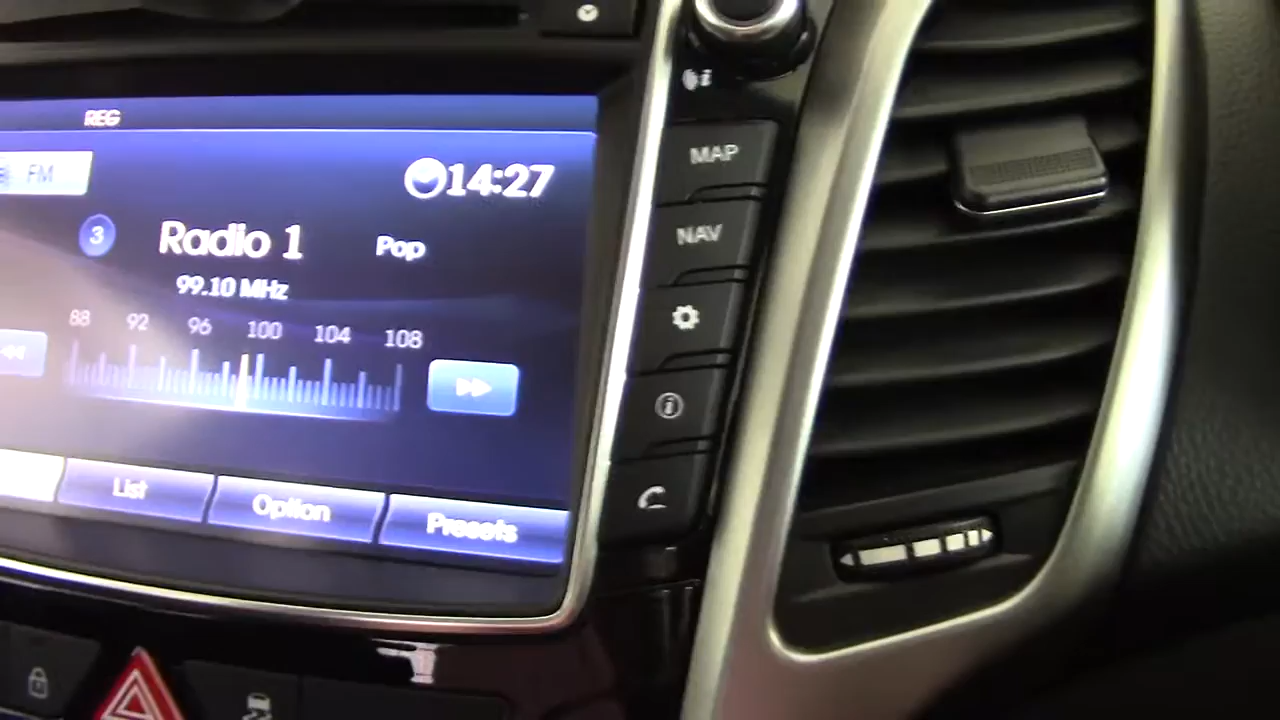 REG
FM
14:27
3 Radio 1 Pop
99.10 MHz
88 92 96 100 104 108
List Option Presets
MAP
NAV